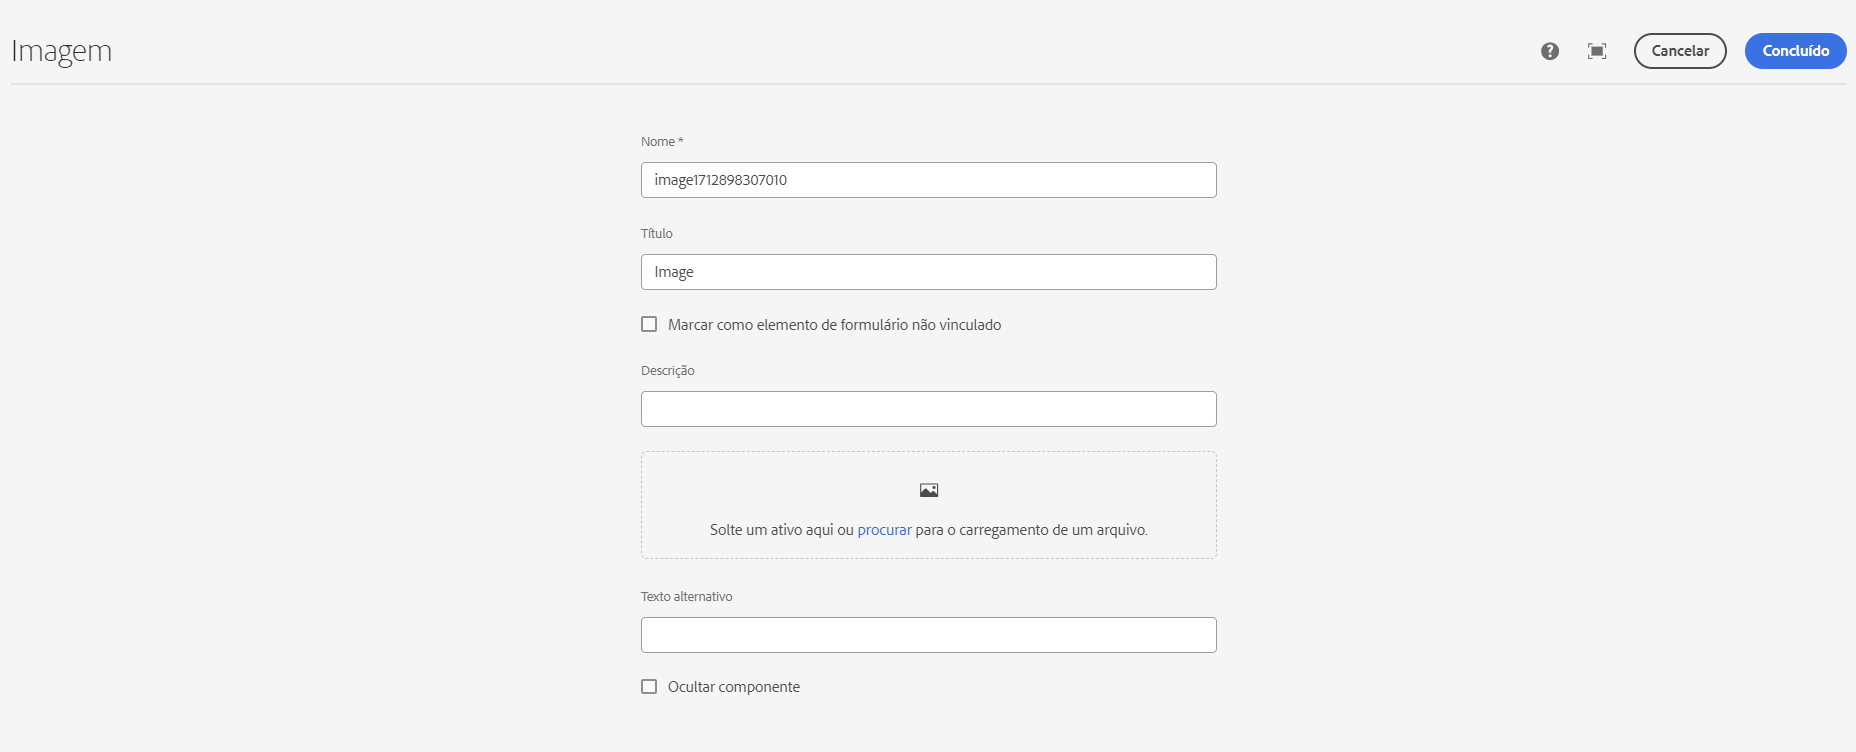 Imagem
Cancelar
Concluído
Nome *
image1712898307010
Título
Image
Marcar como elemento de formulário não vinculado
Descrição
Solte um ativo aqui ou procurar para o carregamento de um arquivo.
Texto alternativo
Ocultar componente